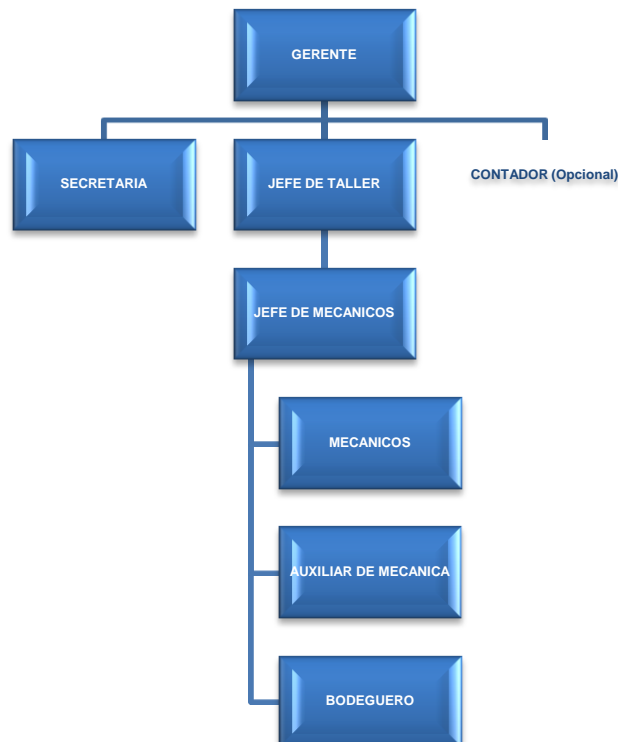 GERENTE
SECRETARIA
JEFE DE TALLER
CONTADOR (Opcional)
JEFE DE MECANICOS
MECANICOS
AUXILIAR DE MECANICA
BODEGUERO